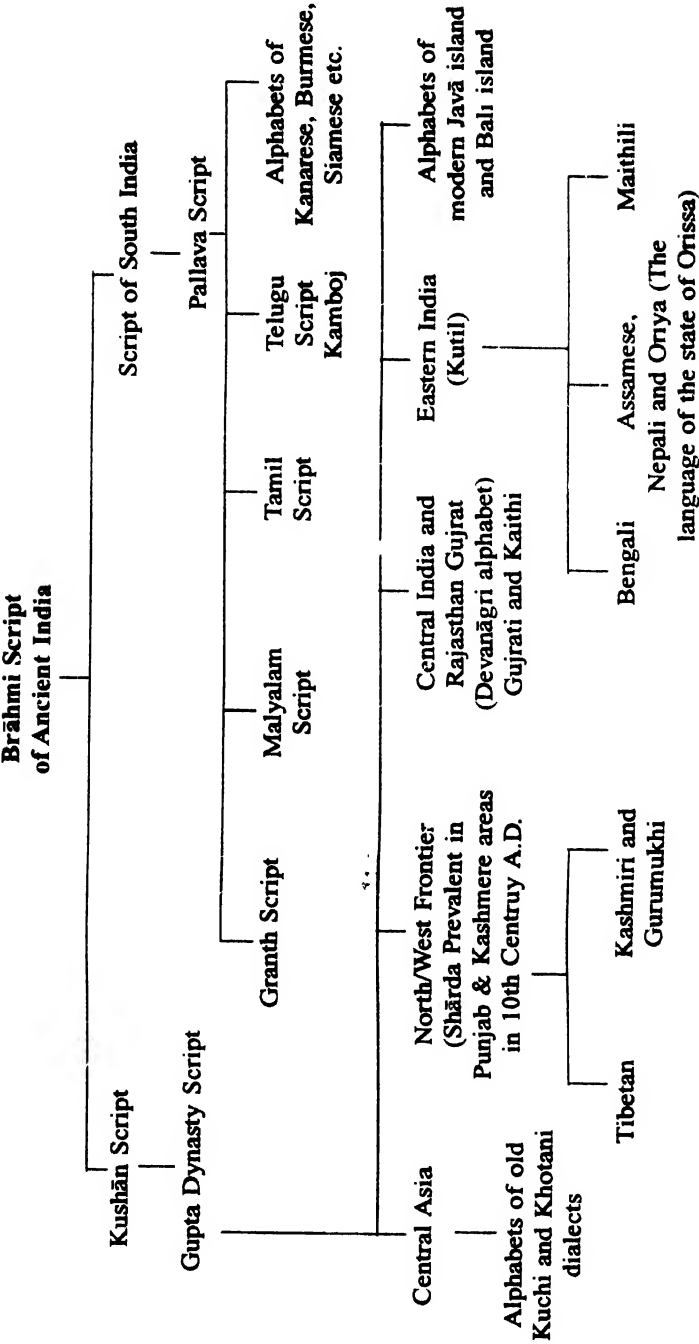 Brāhmi Script
of Ancient India
Kushān Script
Script of South India
Gupta Dynasty Script
Pallava Script
Granth Script
Malyalam
Script
Tamil
Script
Telugu
Script
Kamboj
Alphabets of
Kanarese, Burmese,
Siamese etc.
Central Asia
North/West Frontier
(Shārda Prevalent in
Punjab & Kashmere areas
in 10th Centruy A.D.
Central India and
Rajasthan Gujrat
(Devanāgri alphabet)
Gujrati and Kaithi
Eastern India
(Kutil)
Alphabets of
modern Javā island
and Balı island
Alphabets of old
Kuchi and Khotani
dialects
Tibetan
Kashmiri and
Gurumukhi
Bengali
Assamese,
Maithili
Nepali and Orıya (The
language of the state of Orissa)